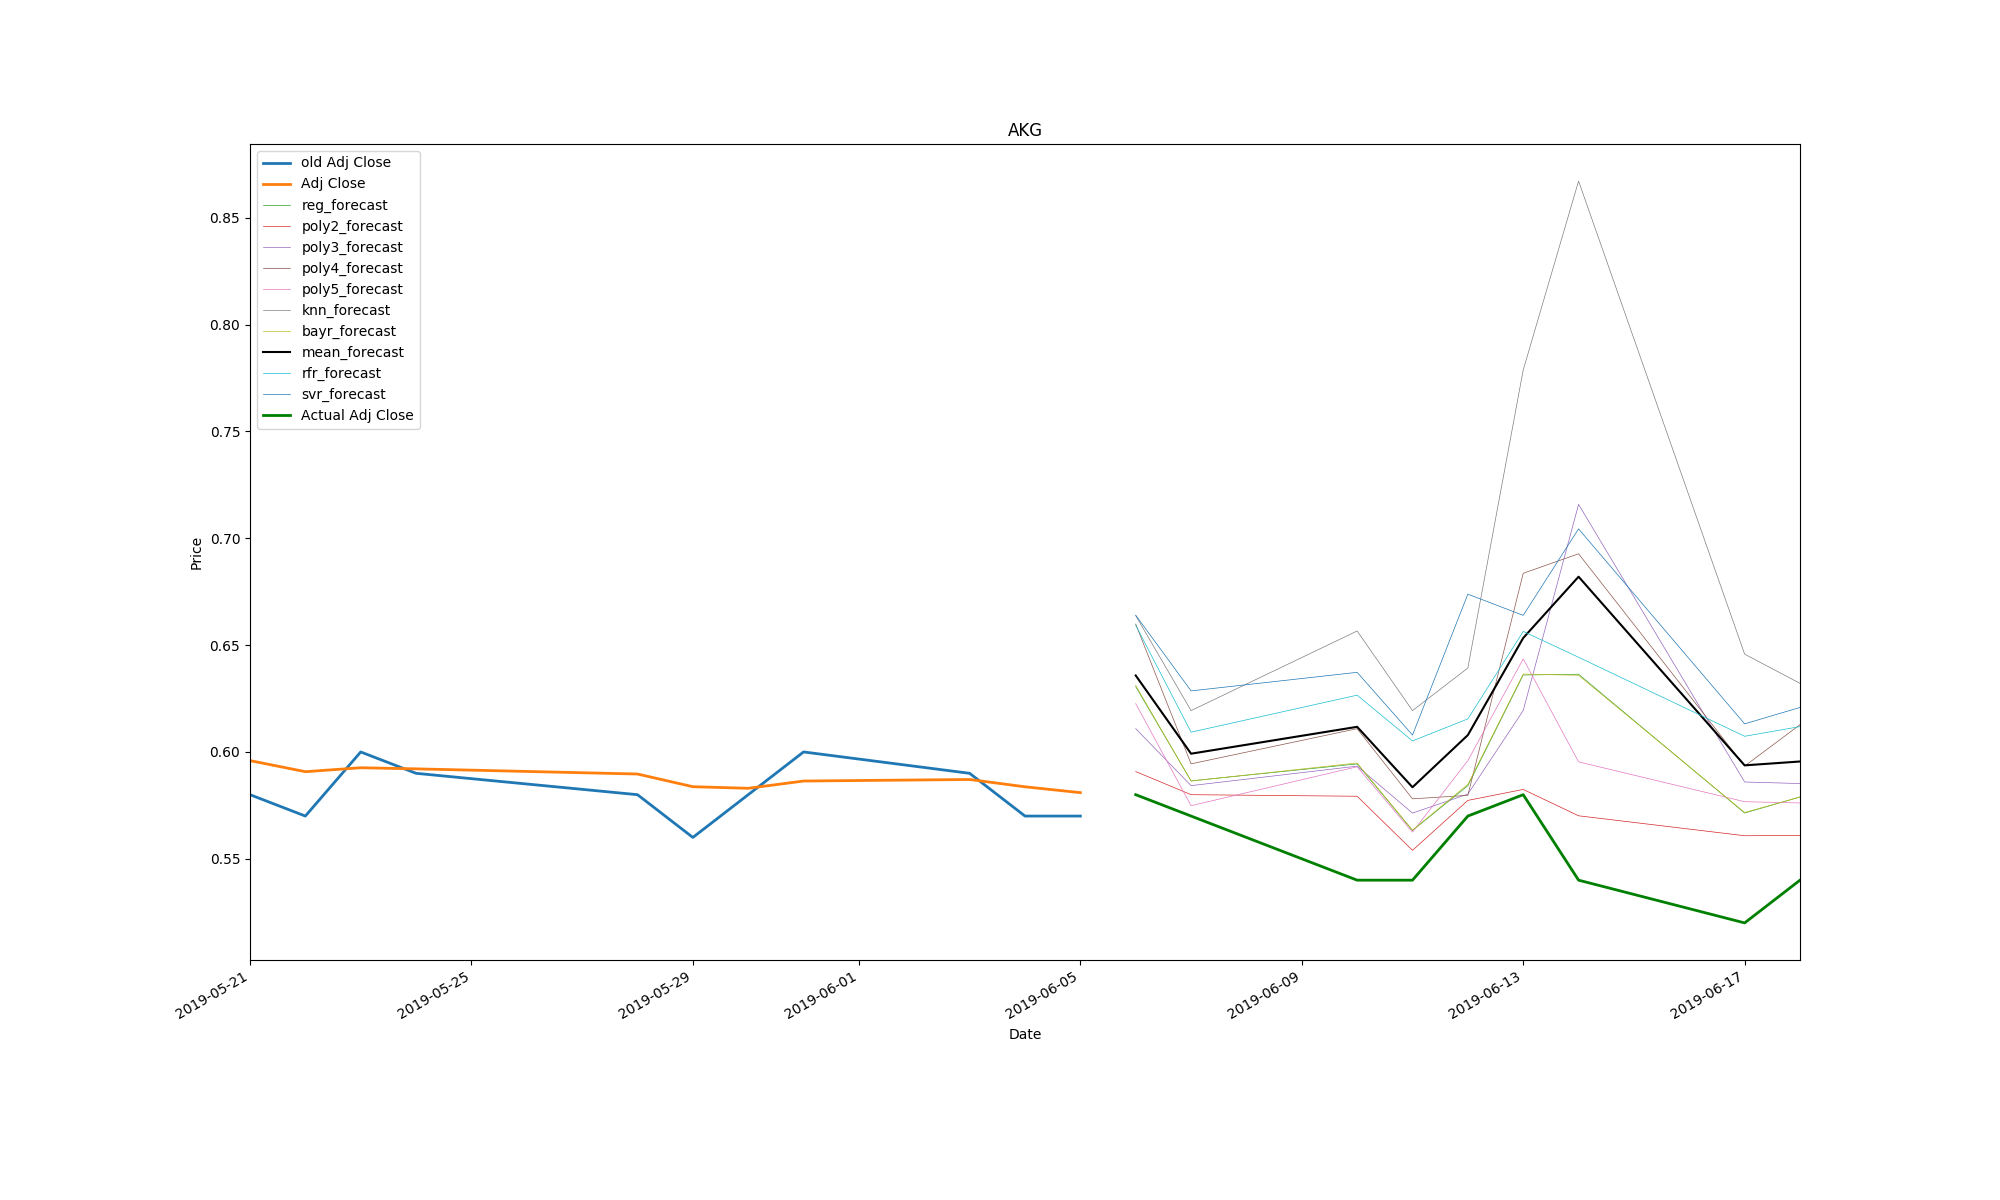 AKG
old Adj Close
Adj Close
reg_forecast
poly2_forecast
poly3_forecast
poly4_forecast
poly5_forecast
knn_forecast
bayr_forecast
mean_forecast
rfr_forecast
svr_forecast
Actual Adj Close
0.85
0.80
0.75
0.70
0.65
0.60
0.55
Price
2019-05-21
2019-05-25
2019-05-29
2019-06-01
2019-06-05
2019-06-09
2019-06-13
2019-06-17
Date